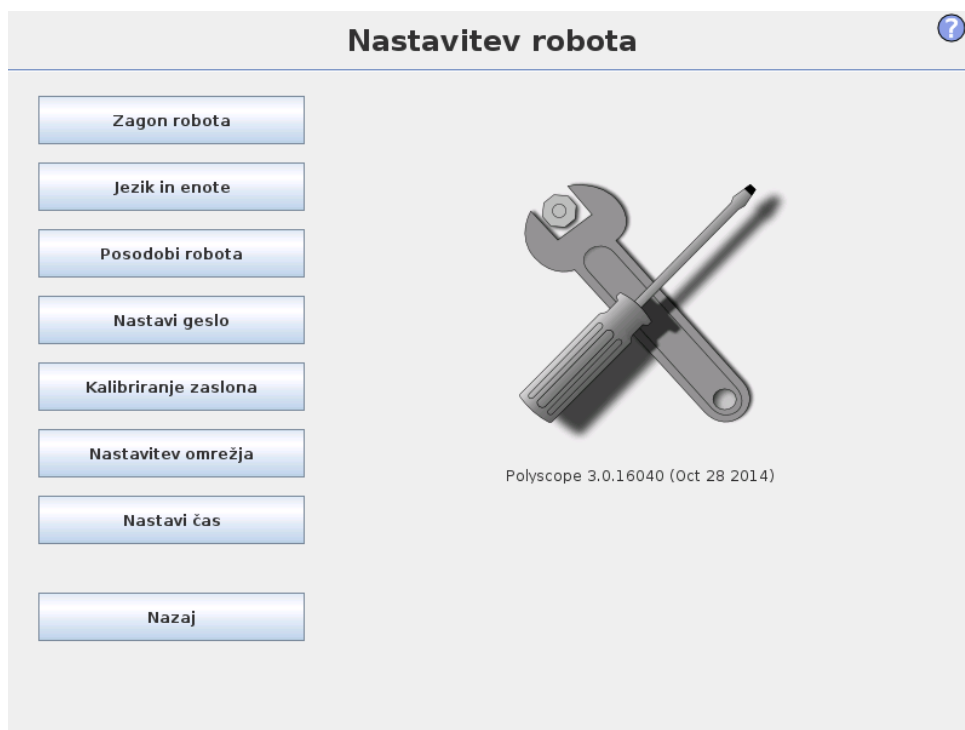 Nastavitev robota
?
Zagon robota
Jezik in enote
Posodobi robota
Nastavi geslo
Kalibriranje zaslona
Nastavitev omrežja
Nastavi čas
Nazaj
Polyscope 3.0.16040 (Oct 28 2014)